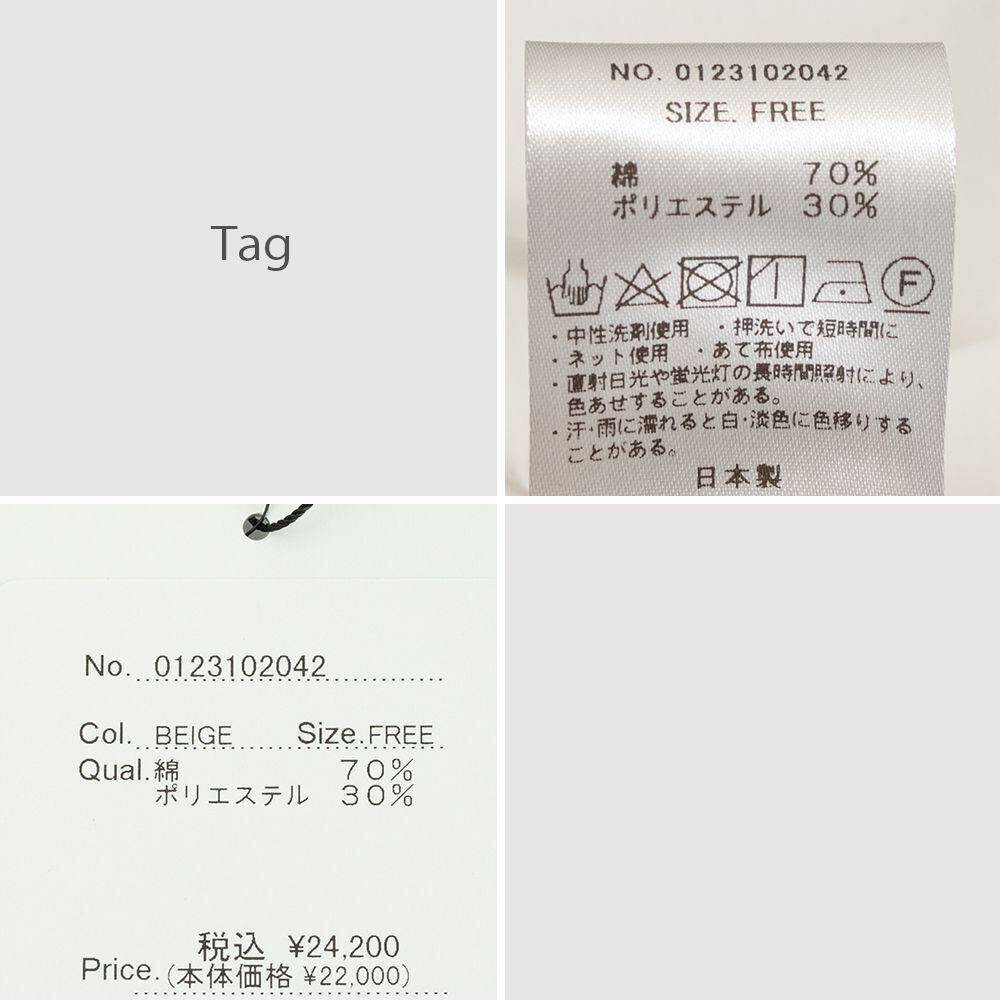 Tag
NO. 0123102042
SIZE. FREE
綿 70%
ポリエステル 30%
F
・中性洗剤使用 ・押洗いで短時間に
・ネット使用 ・あて布使用
・直射日光や蛍光灯の長時間照射により、
色あせすることがある。
・汗・雨に濡れると白・淡色に色移りする
ことがある。
日本製
No. 0123102042
Col. BEIGE Size.FREE
Qual.綿 70%
ポリエステル 30%
税込 ¥24,200
Price.(本体価格 ¥22,000)